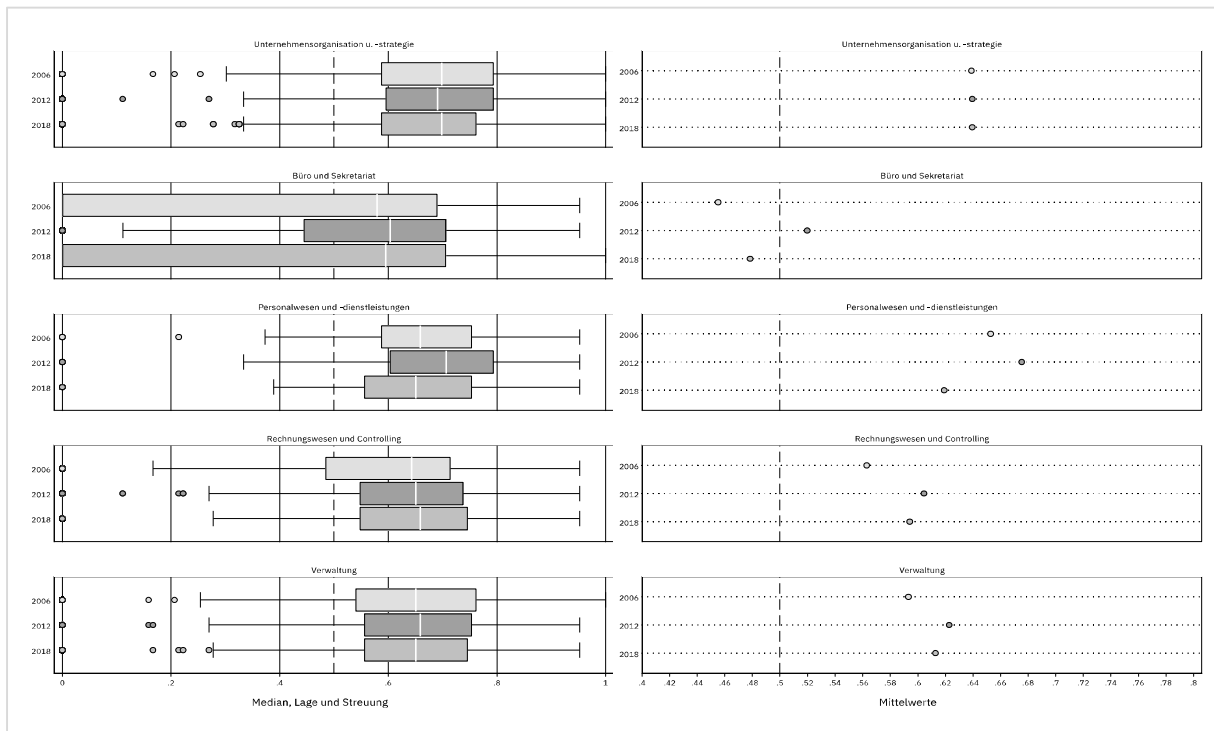 Unternehmensorganisation u. -strategie
2006
2012
2018
Unternehmensorganisation u. -strategie
2006
2012
2018
Büro und Sekretariat
2006
2012
2018
Büro und Sekretariat
2006
2012
2018
Personalwesen und -dienstleistungen
2006
2012
2018
Personalwesen und -dienstleistungen
2006
2012
2018
Rechnungswesen und Controlling
2006
2012
2018
Rechnungswesen und Controlling
2006
2012
2018
Verwaltung
2006
2012
2018
0 .2 .4 .6 .8 1
Median, Lage und Streuung
Verwaltung
2006
2012
2018
.4 .42 .44 .46 .48 .5 .52 .54 .56 .58 .6 .62 .64 .66 .68 .7 .72 .74 .76 .78 .8
Mittelwerte